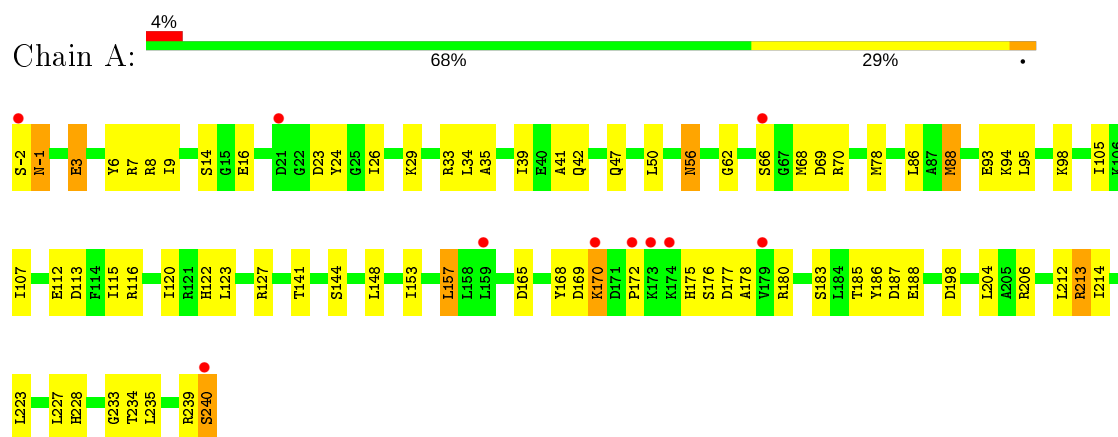 4%
Chain A:
68% 29% •
S-2 N-1 E3 Y6 R7 R8 I9 S14 G15 E16 D21 G22 D23 Y24 G25 I26 K29 R33 L34 A35 I39 E40 A41 Q42 Q47 L50 N56 G62 S66 G67 M68 D69 R70 M78 L86 A87 M88 E93 K94 L95 K98 I105 K106
I107 E112 D113 F114 I115 R116 I120 R121 H122 L123 R127 T141 S144 L148 I153 L157 L158 L159 D165 Y168 D169 K170 D171 P172 K173 K174 H175 S176 D177 A178 V179 R180 S183 L184 T185 Y186 D187 E188 D198 L204 A205 R206 L212 R213 I214
L223 L227 H228 G233 T234 L235 R239 S240